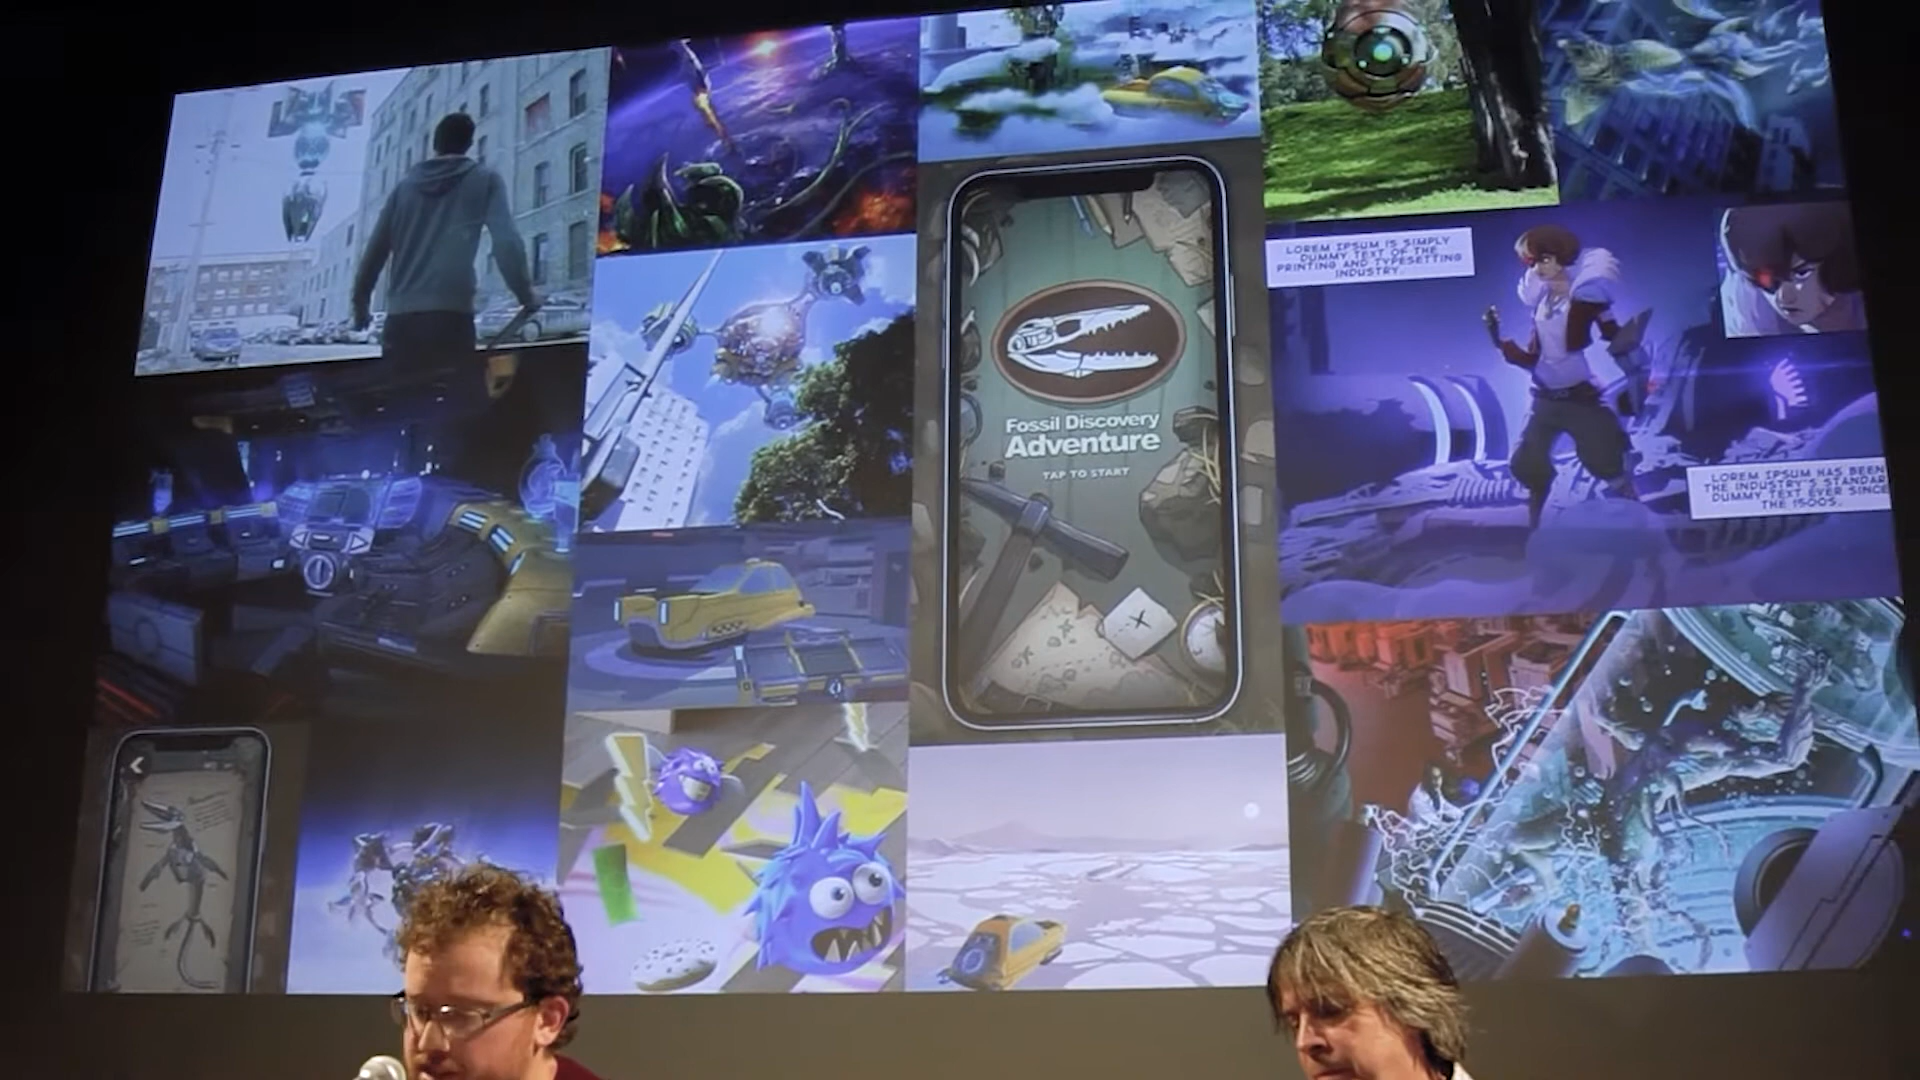 LOREM IPSUM IS SIMPLY
DUMMY TEXT OF THE
PRINTING AND TYPESETTING
INDUSTRY.
Fossil Discovery
Adventure
TAP TO START
LOREM IPSUM HAS BEEN
THE INDUSTRY'S STANDAR
DUMMY TEXT EVER SINCE
THE 1500S.